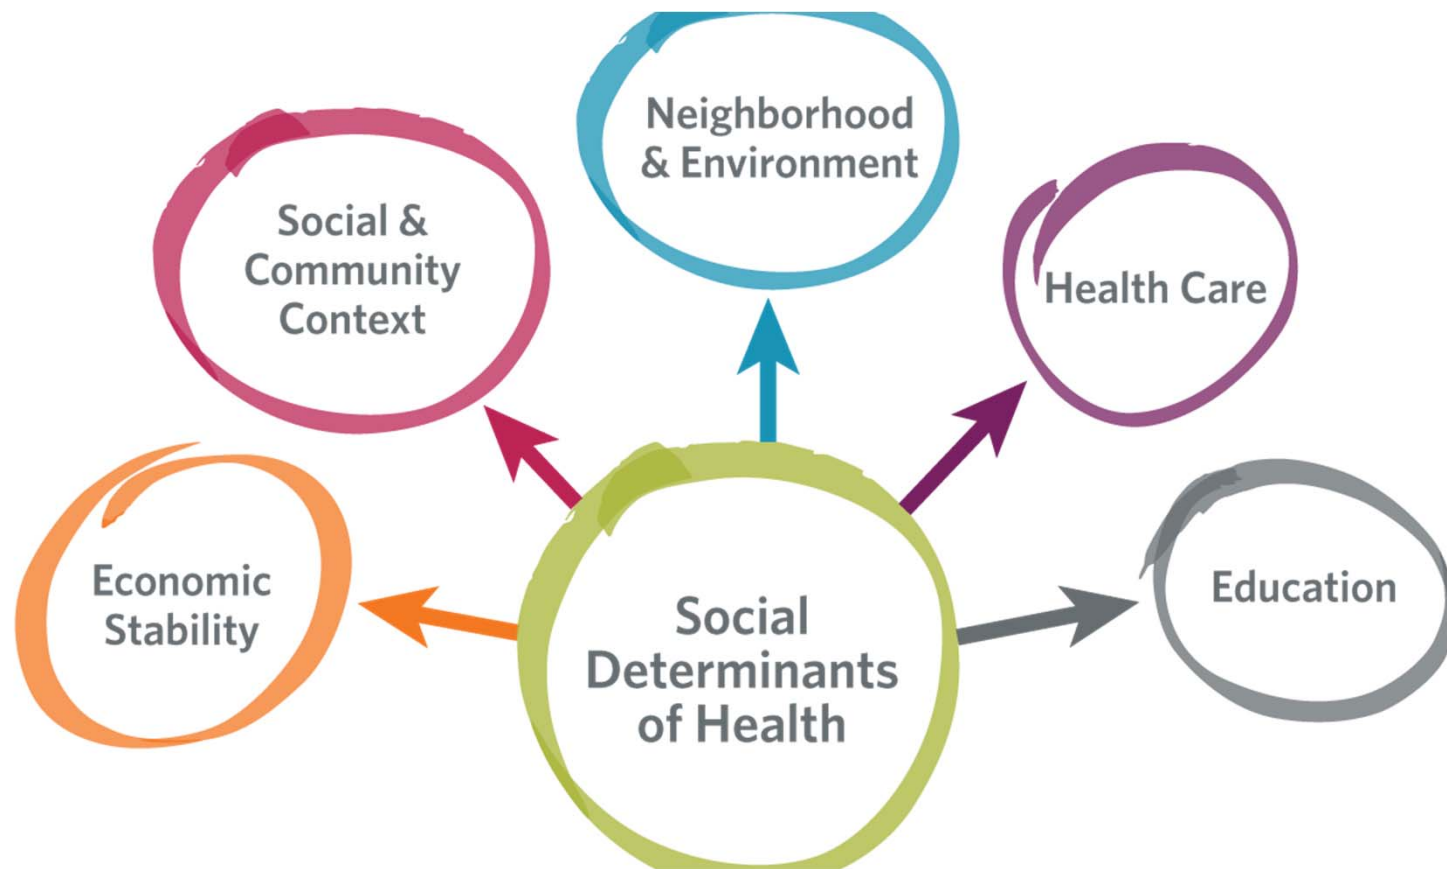 Neighborhood
& Environment
Social &
Community
Context
Health Care
Economic
Stability
Education
Social
Determinants
of Health